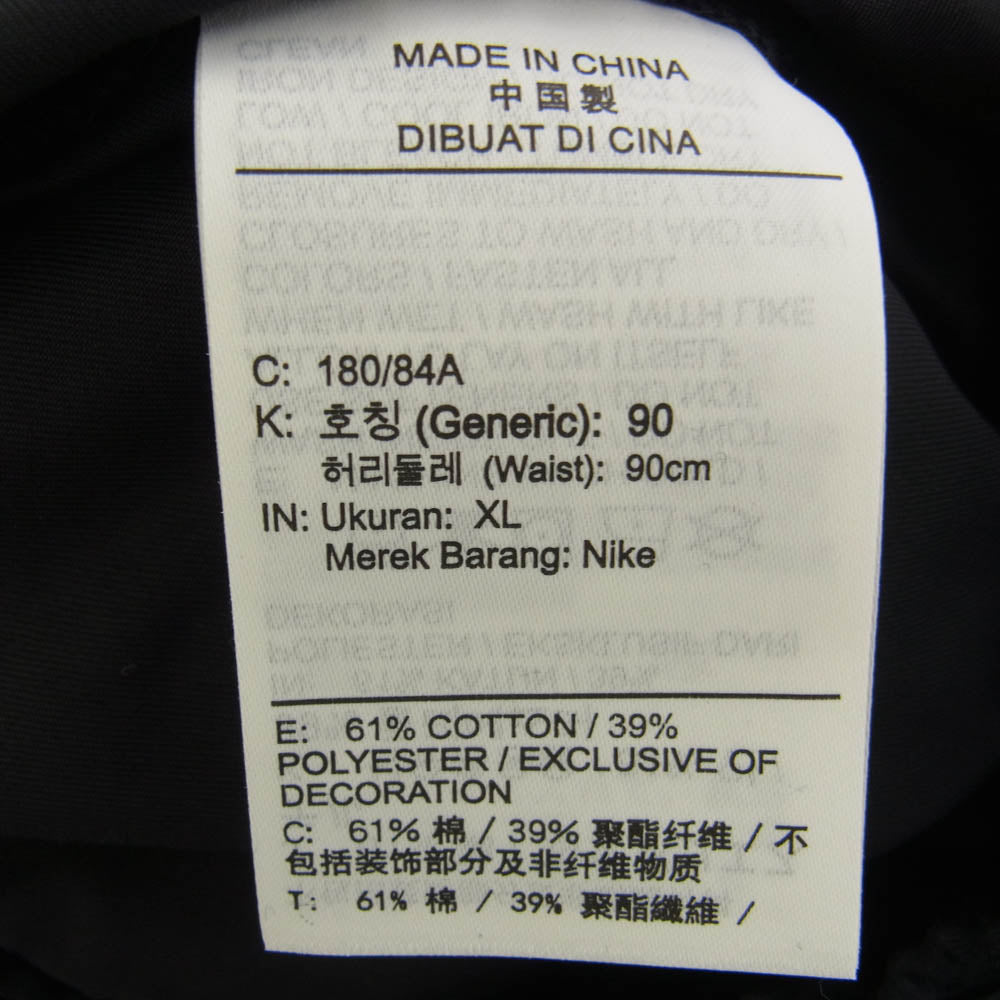 MADE IN CHINA
中国製
DIBUAT DI CINA
C: 180/84A
K: 호칭 (Generic): 90
허리둘레 (Waist): 90cm
IN: Ukuran: XL
Merek Barang: Nike
E: 61% COTTON / 39%
POLYESTER / EXCLUSIVE OF
DECORATION
C: 61% 棉 / 39% 聚酯纤维 / 不
包括装饰部分及非纤维物质
T: 61% 棉 / 39% 聚酯纖維 /